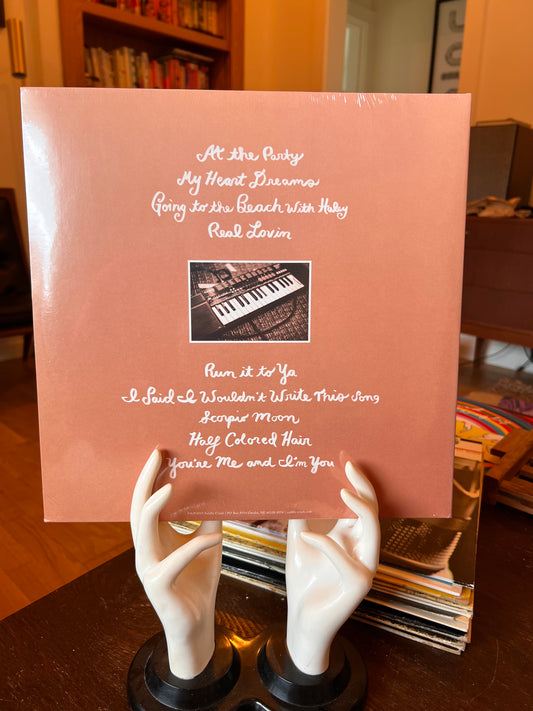 At the Party
My Heart Dreams
Going to the Beach With Haley
Real Lovin
Run it to Ya
I Said I Wouldn't Write This Song
Scorpio Moon
Half Colored Hair
You're Me and I'm You